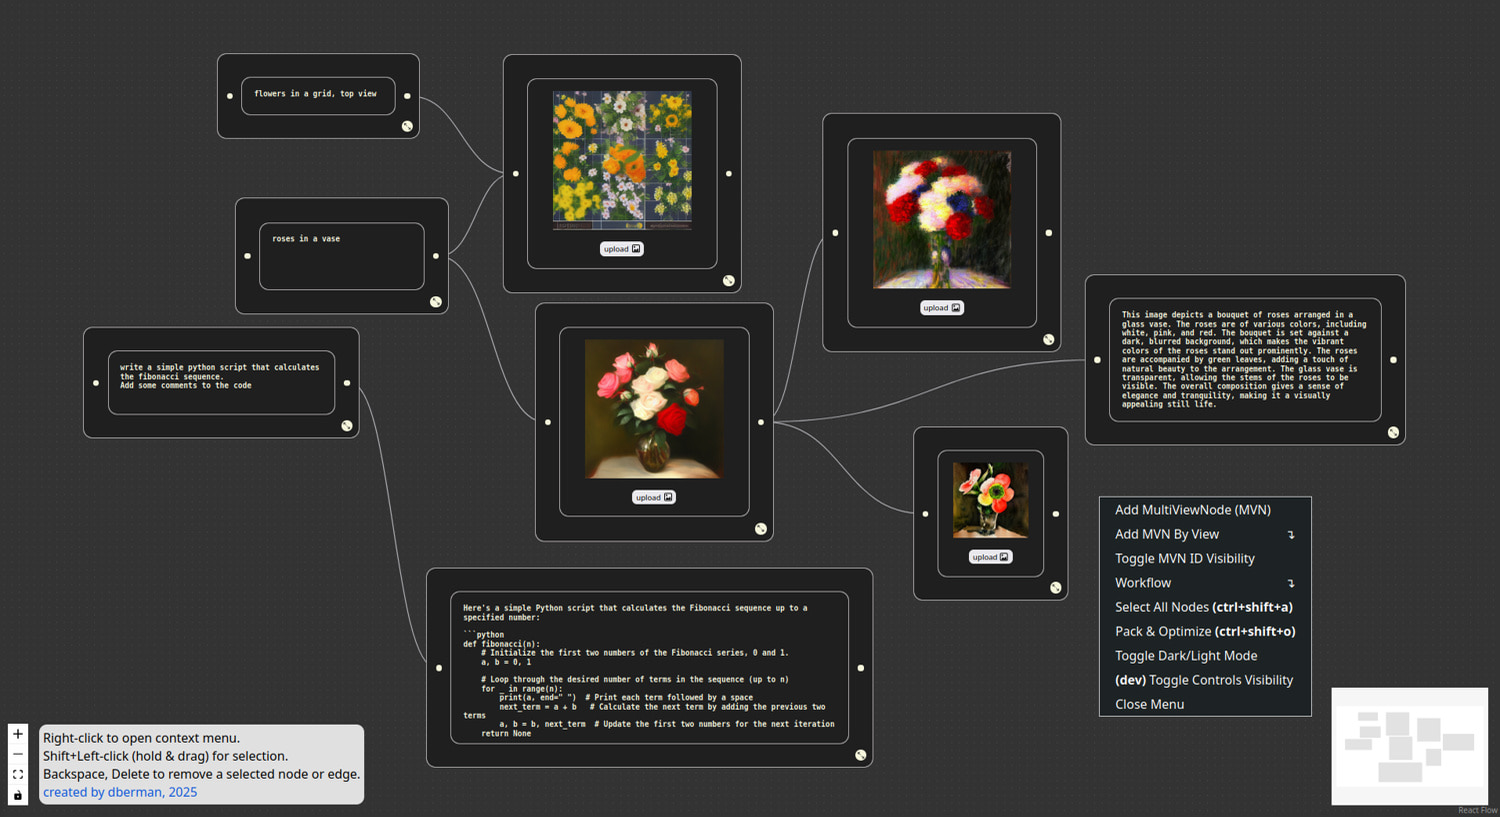 flowers in a grid, top view
roses in a vase
write a simple python script that calculates
the fibonacci sequence.
Add some comments to the code
upload
upload
upload
This image depicts a bouquet of roses arranged in a
glass vase. The roses are of various colors, including
white, pink, and red. The bouquet is set against a
dark, blurred background, which makes the vibrant
colors of the roses stand out prominently. The roses
are accompanied by green leaves, adding a touch of
natural beauty to the arrangement. The glass vase is
transparent, allowing the stems of the roses to be
visible. The overall composition gives a sense of
elegance and tranquility, making it a visually
appealing still life.
upload
Here's a simple Python script that calculates the Fibonacci sequence up to a
specified number:
```python
def fibonacci(n):
    # Initialize the first two numbers of the Fibonacci series, 0 and 1.
    a, b = 0, 1
    # Loop through the desired number of terms in the sequence (up to n)
    for _ in range(n):
        print(a, end=" ")  # Print each term followed by a space
        next_term = a + b   # Calculate the next term by adding the previous two
terms
        a, b = b, next_term  # Update the first two numbers for the next iteration
    return None
Add MultiViewNode (MVN)
Add MVN By View
Toggle MVN ID Visibility
Workflow
Select All Nodes (ctrl+shift+a)
Pack & Optimize (ctrl+shift+o)
Toggle Dark/Light Mode
(dev) Toggle Controls Visibility
Close Menu
Right-click to open context menu.
Shift+Left-click (hold & drag) for selection.
Backspace, Delete to remove a selected node or edge.
created by dberman, 2025
React Flow